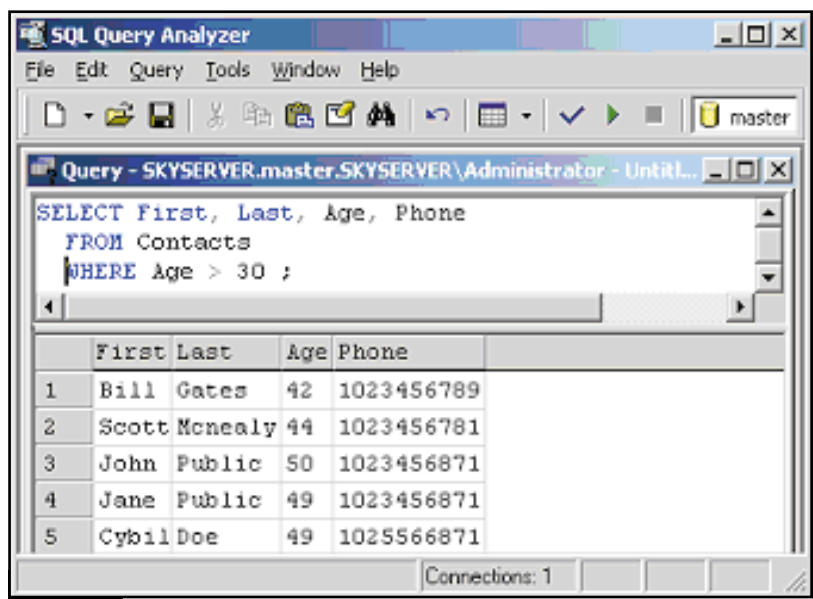 SQL Query Analyzer
File Edit Query Tools Window Help
master
Query - SKYSERVER.master.SKYSERVER\Administrator - Untitl...
SELECT First, Last, Age, Phone
FROM Contacts
WHERE Age > 30 ;
First Last Age Phone
1 Bill Gates 42 1023456789
2 Scott Mcnealy 44 1023456781
3 John Public 50 1023456871
4 Jane Public 49 1023456871
5 Cybil Doe 49 1025566871
Connections: 1